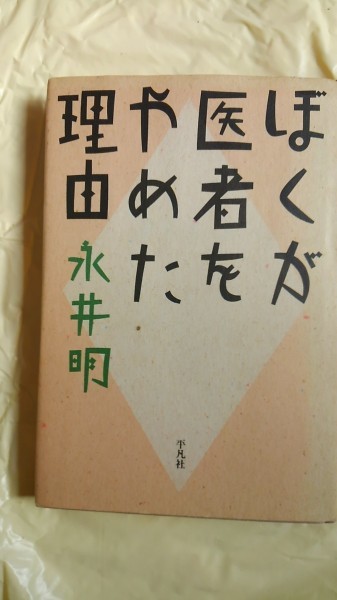 ぼくが
医者を
やめた
理由
永井明
平凡社